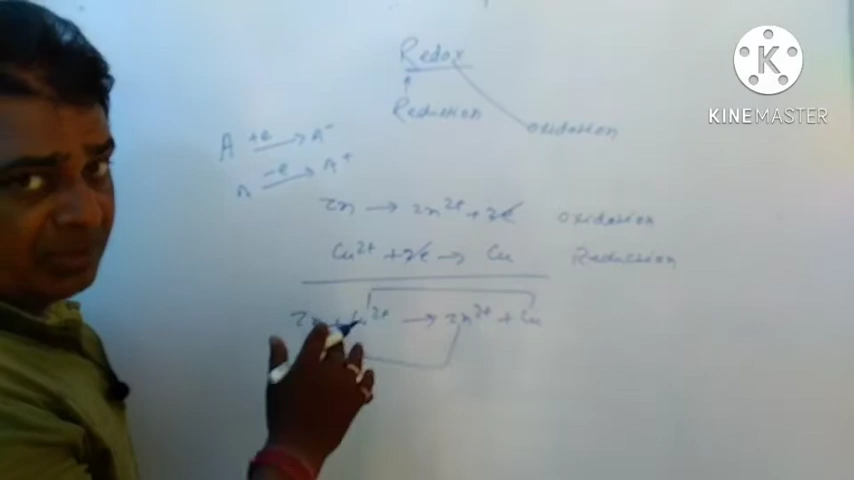 Redox
K
KINEMASTER
Reduction
oxidation
A +e → A⁻
A −e → A⁺
Zn → Zn²⁺ + 2e oxidation
Cu²⁺ + 2e → Cu Reduction
Zn + Cu²⁺ → Zn²⁺ + Cu